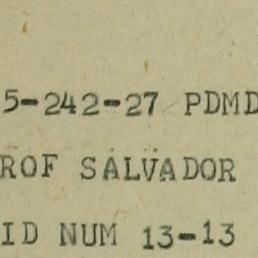 5-242-27 PDMD
ROF SALVADOR
ID NUM 13-13